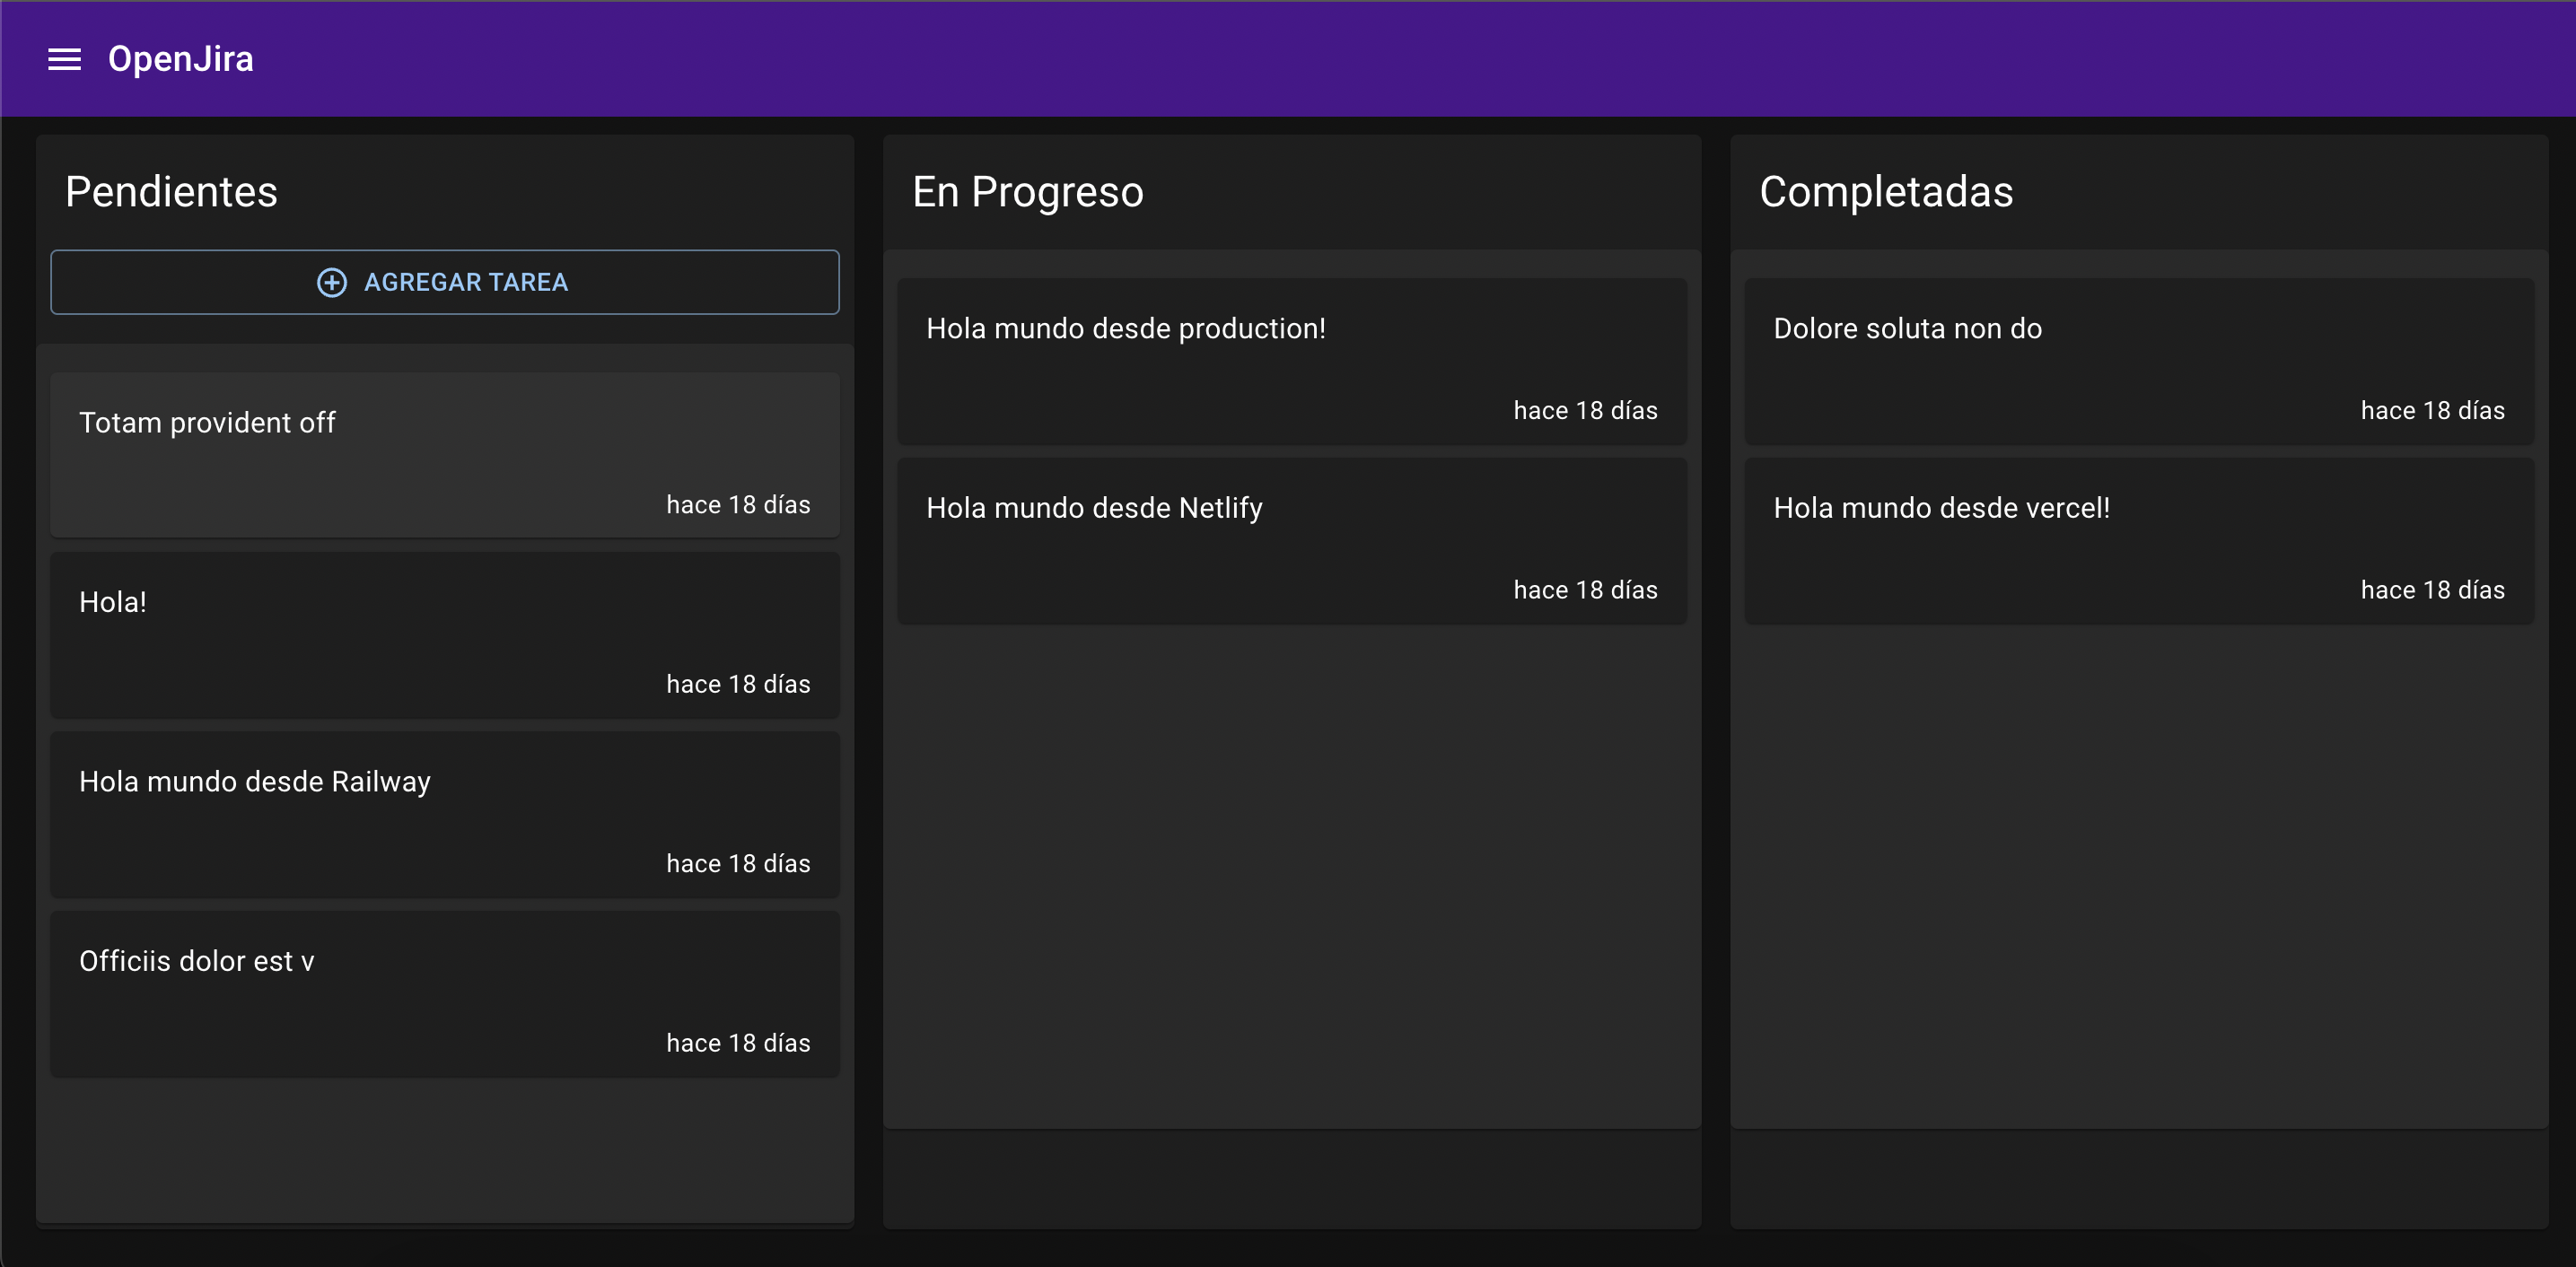 OpenJira
Pendientes
AGREGAR TAREA
Totam provident off
hace 18 días
Hola!
hace 18 días
Hola mundo desde Railway
hace 18 días
Officiis dolor est v
hace 18 días
En Progreso
Hola mundo desde production!
hace 18 días
Hola mundo desde Netlify
hace 18 días
Completadas
Dolore soluta non do
hace 18 días
Hola mundo desde vercel!
hace 18 días